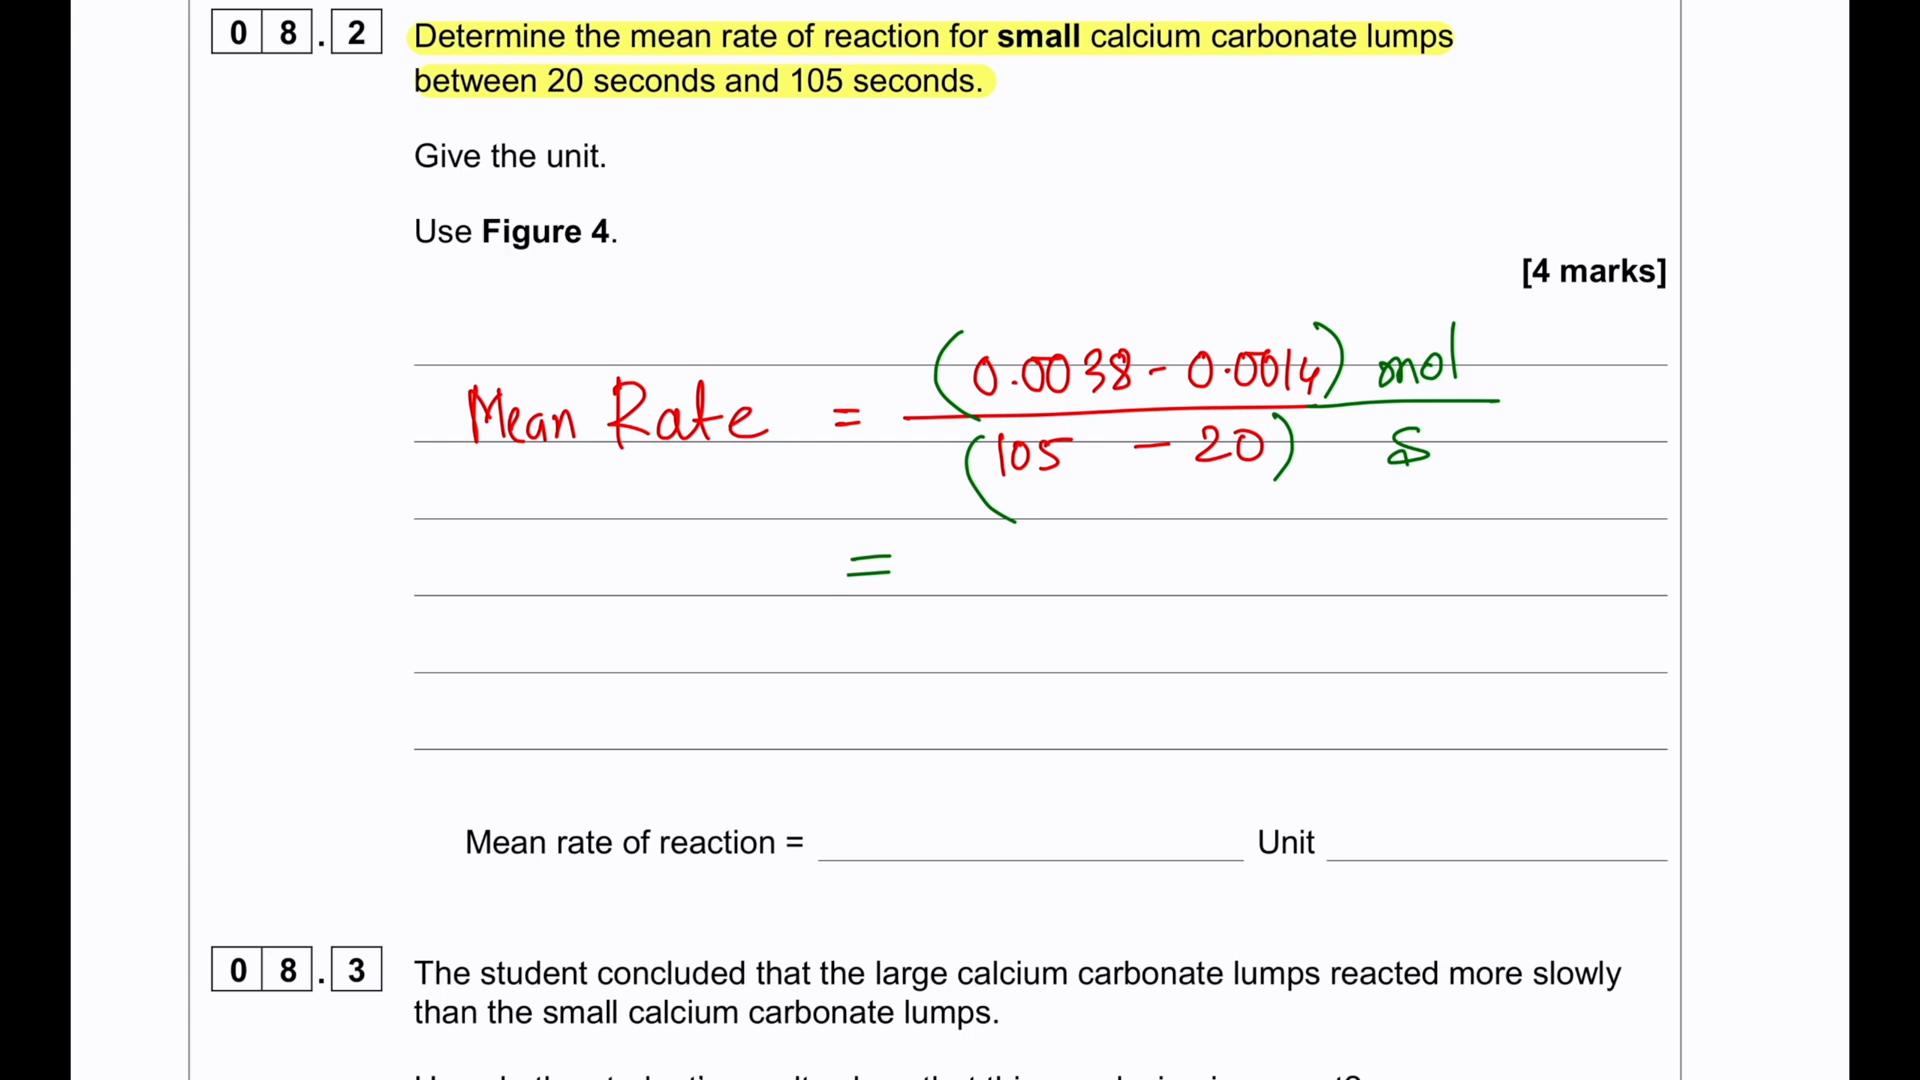 0 8 . 2 Determine the mean rate of reaction for small calcium carbonate lumps
between 20 seconds and 105 seconds.
Give the unit.
Use Figure 4.
[4 marks]
(0.0038 - 0.0014) mol
Mean Rate =
(105 - 20) s
=
Mean rate of reaction = Unit
0 8 . 3 The student concluded that the large calcium carbonate lumps reacted more slowly
than the small calcium carbonate lumps.